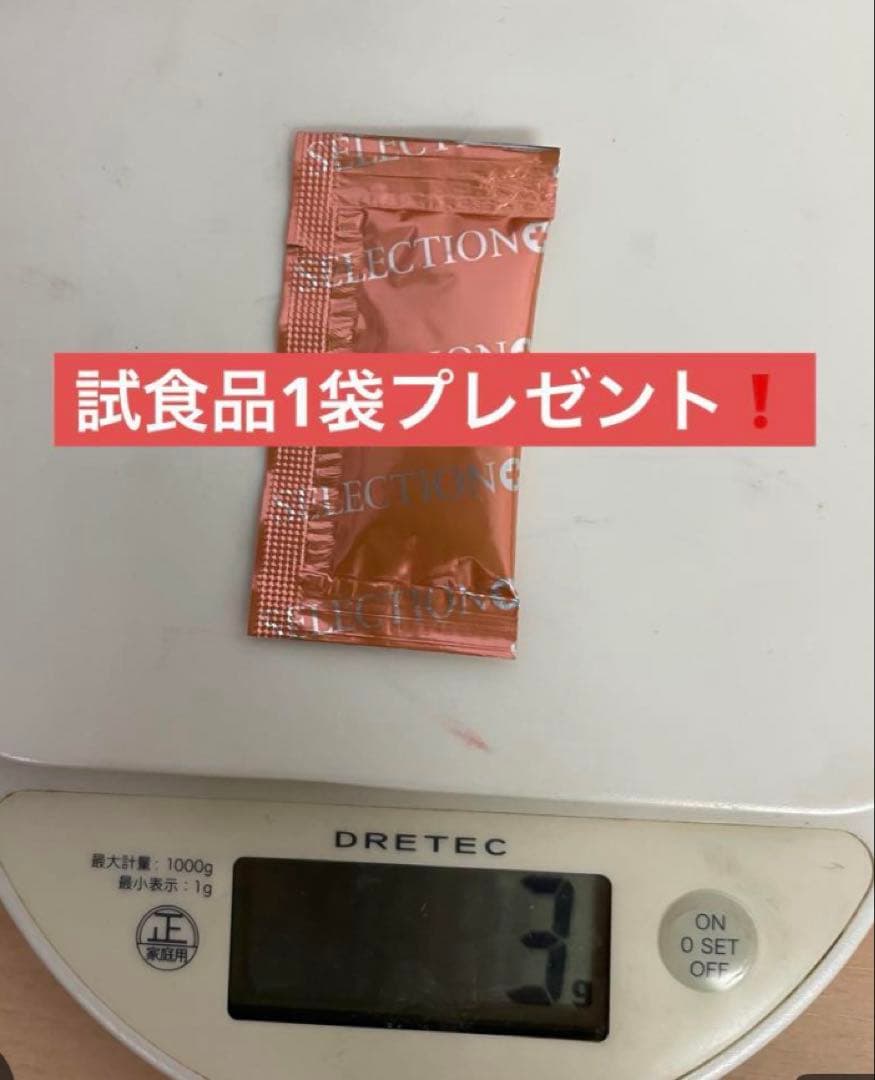 SELECTION
SELECTION
試食品1袋プレゼント❗
SELECTION
SELECTION
DRETEC
最大計量：1000g
最小表示：1g
正
家庭用
3g
ON
0 SET
OFF